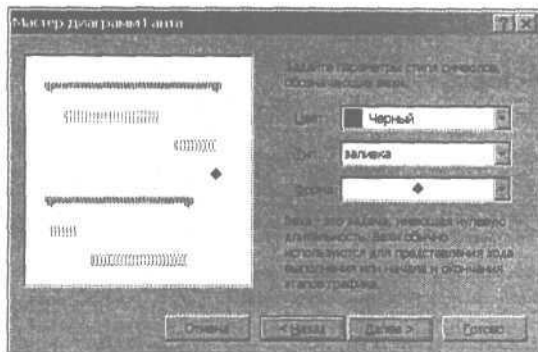 Мастер диаграмм Ганта
Задайте параметры стиля символов,
обозначающих вехи.
Цвет:
Черный
Тип:
заливка
Форма:
Веха - это задача, имеющая нулевую
длительность. Вехи обычно
используются для представления хода
выполнения или начала и окончания
этапов графика.
Отмена
< Назад
Далее >
Готово